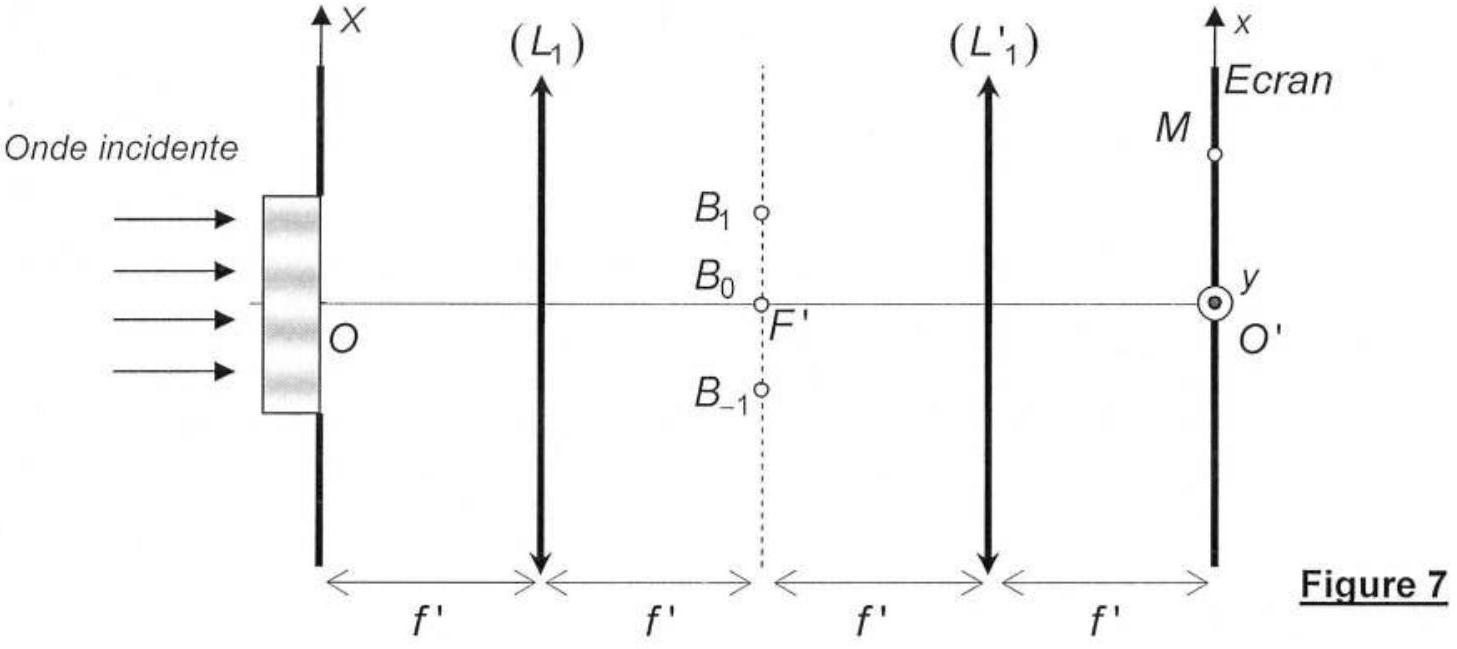 X
(L₁)
(L'₁)
x
Ecran
Onde incidente
M
B₁
B₀
F'
B₋₁
O
y
O'
f'
f'
f'
f'
Figure 7